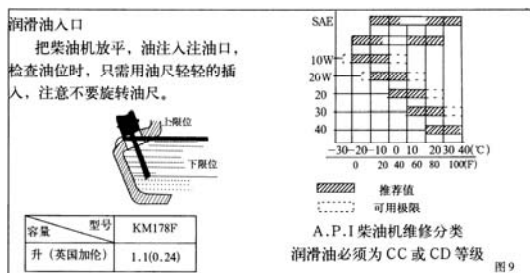 润滑油入口
把柴油机放平，油注入注油口，
检查油位时，只需用油尺轻轻的插
入，注意不要旋转油尺。
上限位
下限位
容量 型号 KM178F
升（英国加伦） 1.1(0.24)
SAE
10W
20W
20
30
40
-30 -20 -10 0 10 20 30 40(℃)
0 20 40 60 80 100(F)
推荐值
可用极限
A.P.I柴油机维修分类
润滑油必须为CC或CD等级
图9